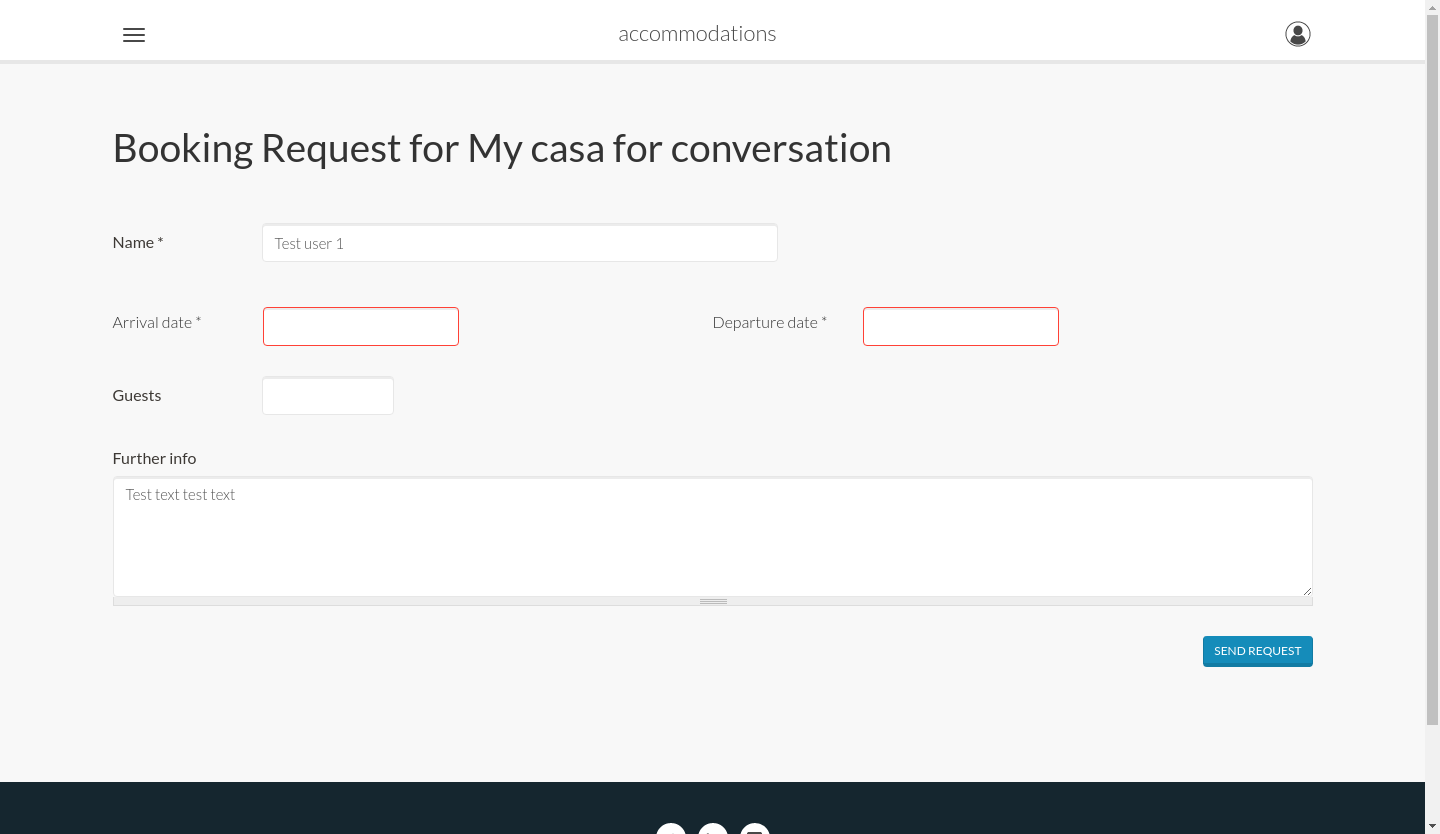 accommodations
Booking Request for My casa for conversation
Name *
Test user 1
Arrival date *
Departure date *
Guests
Further info
Test text test text
SEND REQUEST